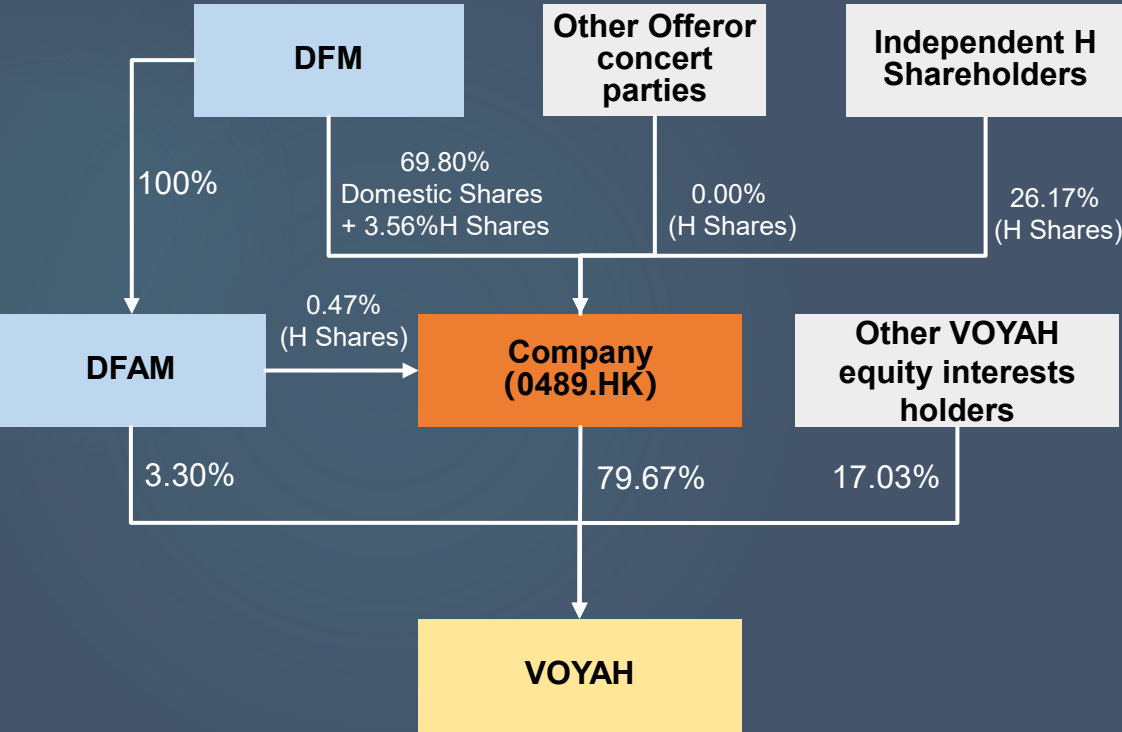 DFM
Other Offeror
concert
parties
Independent H
Shareholders
100%
69.80%
Domestic Shares
+ 3.56%H Shares
0.00%
(H Shares)
26.17%
(H Shares)
DFAM
0.47%
(H Shares)
Company
(0489.HK)
Other VOYAH
equity interests
holders
3.30%
79.67%
17.03%
VOYAH